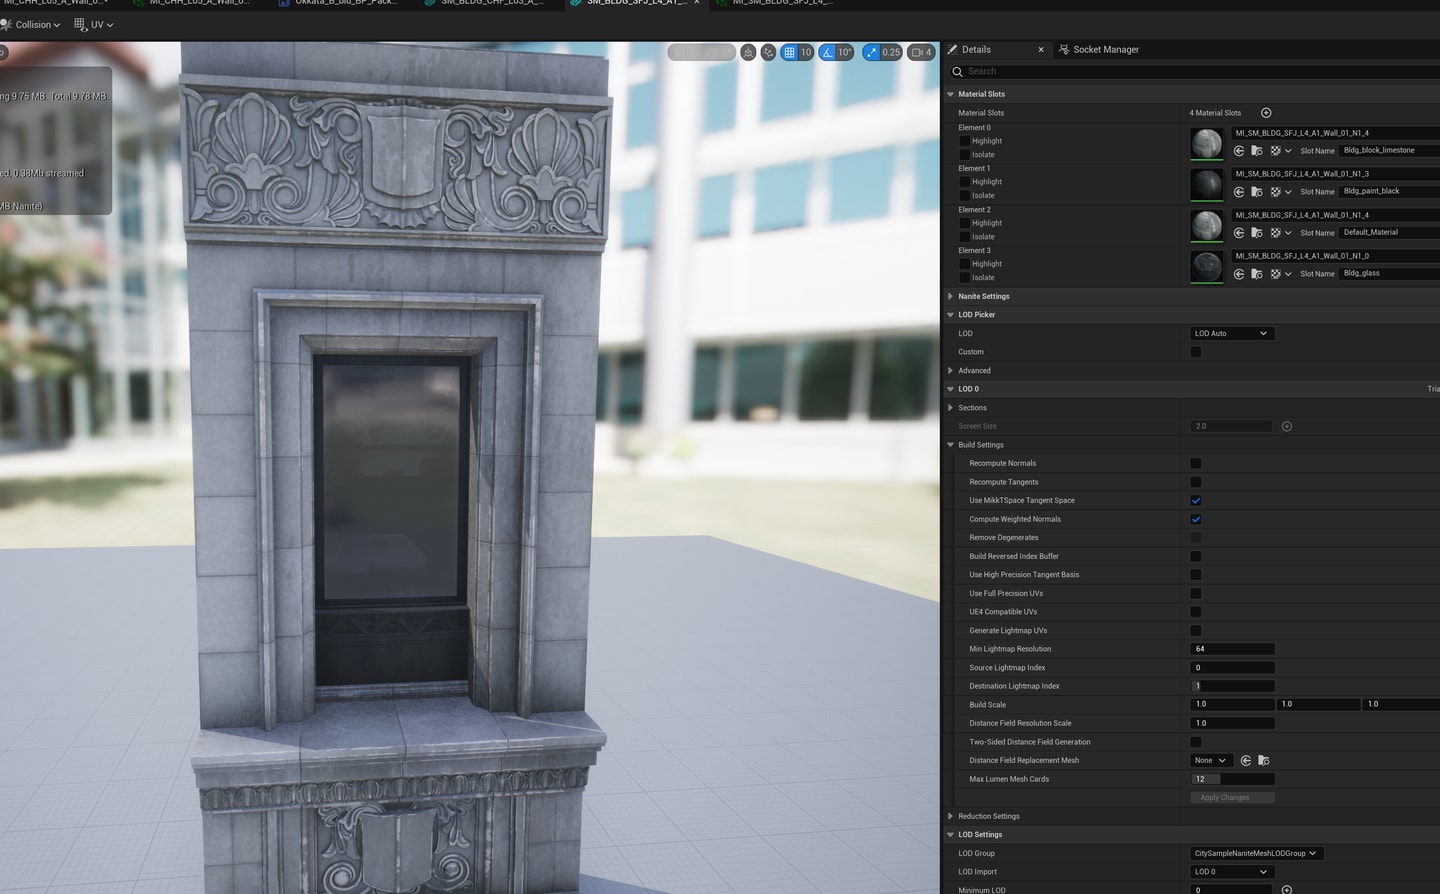 MI_CHH_L05_A_Wall_0...
MI_CHH_L05_A_Wall_0...
Okkata_B_bld_BP_Pack...
SM_BLDG_CHF_L03_A_...
SM_BLDG_SFJ_L4_A1_...
MI_SM_BLDG_SFJ_L4_...
Collision
UV
10
10°
0.25
4
ng 9.75 MB. Total 9.78 MB.
ed, 0.38Mb streamed
MB Nanite)
Details
Socket Manager
Search
Material Slots
Material Slots
4 Material Slots
Element 0
Highlight
Isolate
MI_SM_BLDG_SFJ_L4_A1_Wall_01_N1_4
Slot Name
Bldg_block_limestone
Element 1
Highlight
Isolate
MI_SM_BLDG_SFJ_L4_A1_Wall_01_N1_3
Slot Name
Bldg_paint_black
Element 2
Highlight
Isolate
MI_SM_BLDG_SFJ_L4_A1_Wall_01_N1_4
Slot Name
Default_Material
Element 3
Highlight
Isolate
MI_SM_BLDG_SFJ_L4_A1_Wall_01_N1_0
Slot Name
Bldg_glass
Nanite Settings
LOD Picker
LOD
LOD Auto
Custom
Advanced
LOD 0
Tria
Sections
Screen Size
2.0
Build Settings
Recompute Normals
Recompute Tangents
Use MikkTSpace Tangent Space
Compute Weighted Normals
Remove Degenerates
Build Reversed Index Buffer
Use High Precision Tangent Basis
Use Full Precision UVs
UE4 Compatible UVs
Generate Lightmap UVs
Min Lightmap Resolution
64
Source Lightmap Index
0
Destination Lightmap Index
1
Build Scale
1.0
1.0
1.0
Distance Field Resolution Scale
1.0
Two-Sided Distance Field Generation
Distance Field Replacement Mesh
None
Max Lumen Mesh Cards
12
Apply Changes
Reduction Settings
LOD Settings
LOD Group
CitySampleNaniteMeshLODGroup
LOD Import
LOD 0
Minimum LOD
0